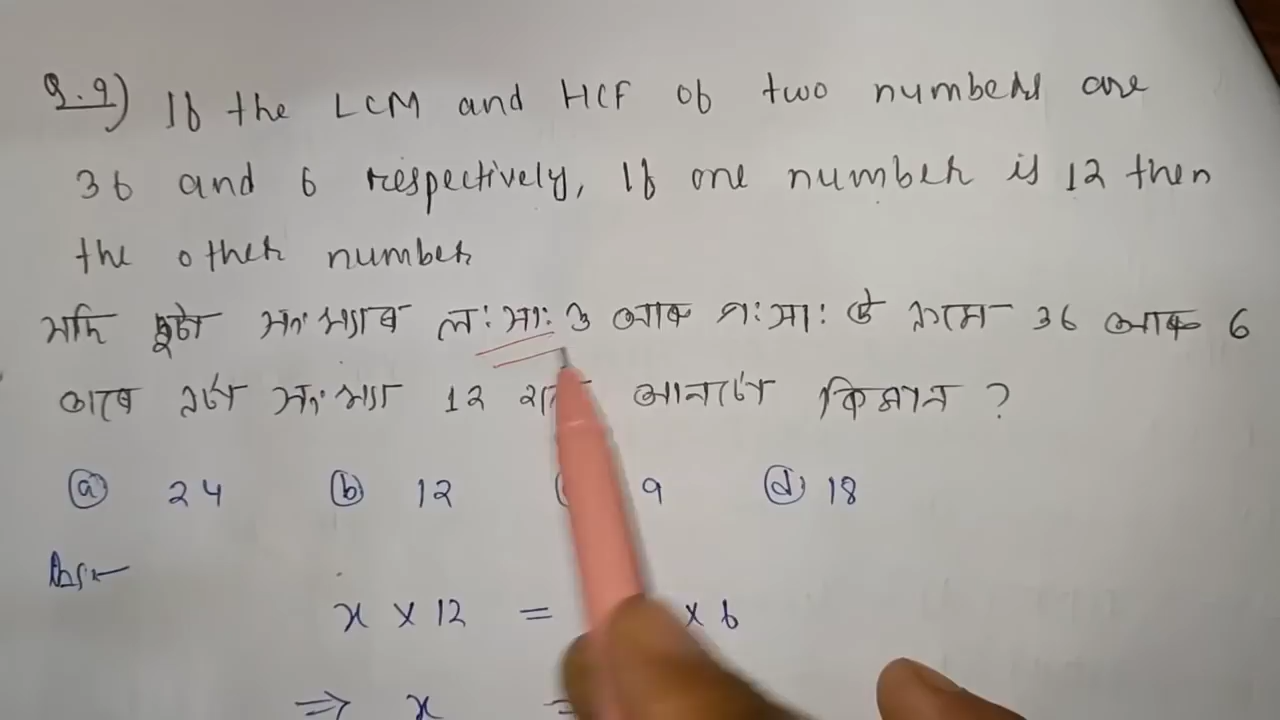 Q.9) If the LCM and HCF of two numbers are
36 and 6 respectively, If one number is 12 then
the other number
যদি দুটা সংখ্যাৰ ল: সা: ও আৰু গ: সা: উ ক্ৰমে 36 আৰু 6
তাৰে এটা সংখ্যা 12 আনটো কিমান ?
(a) 24 (b) 12 9 (d) 18
Ans:-
x × 12 = × 6
⇒ x =